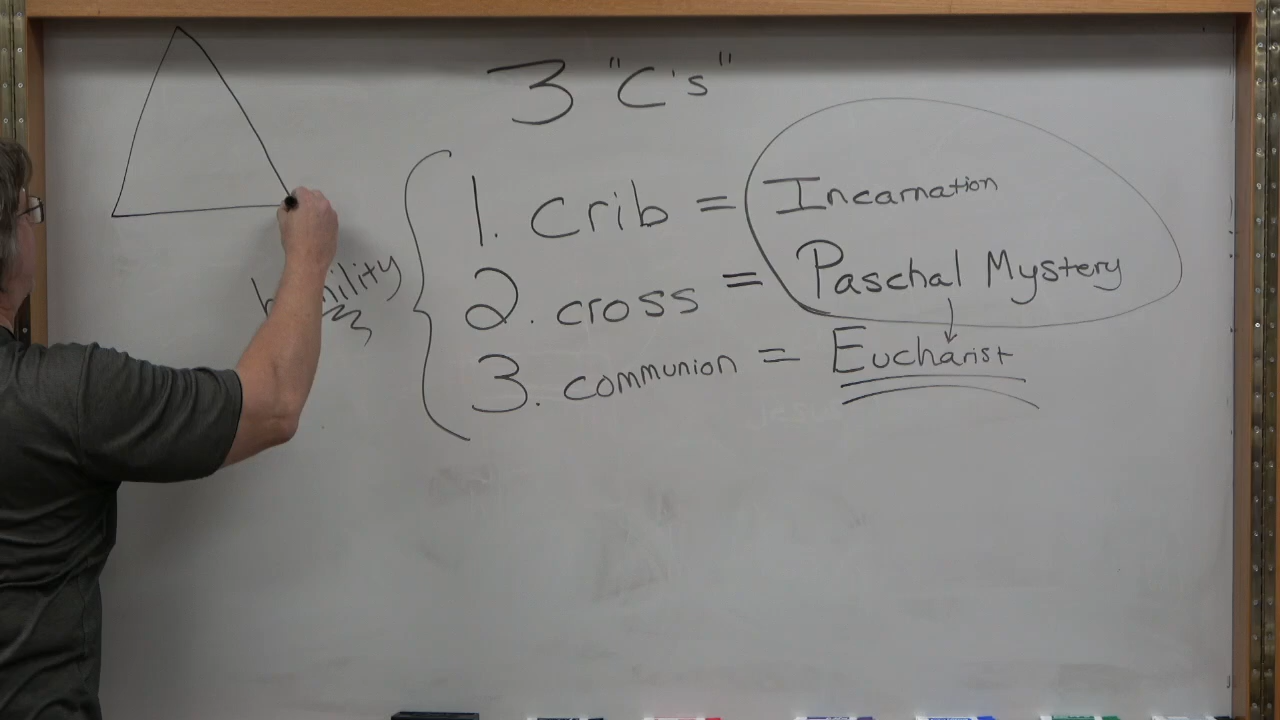 3 "C's"
1. Crib = Incarnation
2. cross = Paschal Mystery
3. communion = Eucharist